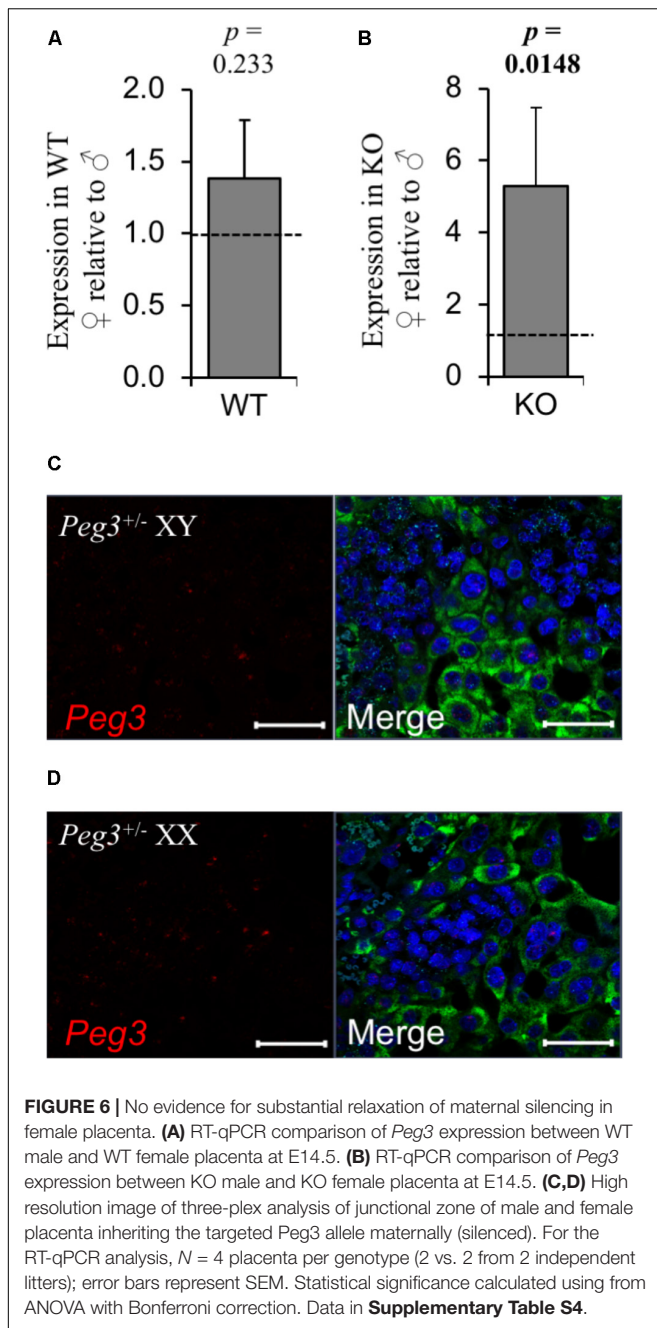 A
p =
0.233
2.0
1.5
1.0
0.5
0.0
Expression in WT
♀ relative to ♂
WT
B
p =
0.0148
8
6
4
2
0
Expression in KO
♀ relative to ♂
KO
C
Peg3+/- XY
Peg3
Merge
D
Peg3+/- XX
Peg3
Merge
FIGURE 6 | No evidence for substantial relaxation of maternal silencing in
female placenta. (A) RT-qPCR comparison of Peg3 expression between WT
male and WT female placenta at E14.5. (B) RT-qPCR comparison of Peg3
expression between KO male and KO female placenta at E14.5. (C,D) High
resolution image of three-plex analysis of junctional zone of male and female
placenta inheriting the targeted Peg3 allele maternally (silenced). For the
RT-qPCR analysis, N = 4 placenta per genotype (2 vs. 2 from 2 independent
litters); error bars represent SEM. Statistical significance calculated using from
ANOVA with Bonferroni correction. Data in Supplementary Table S4.